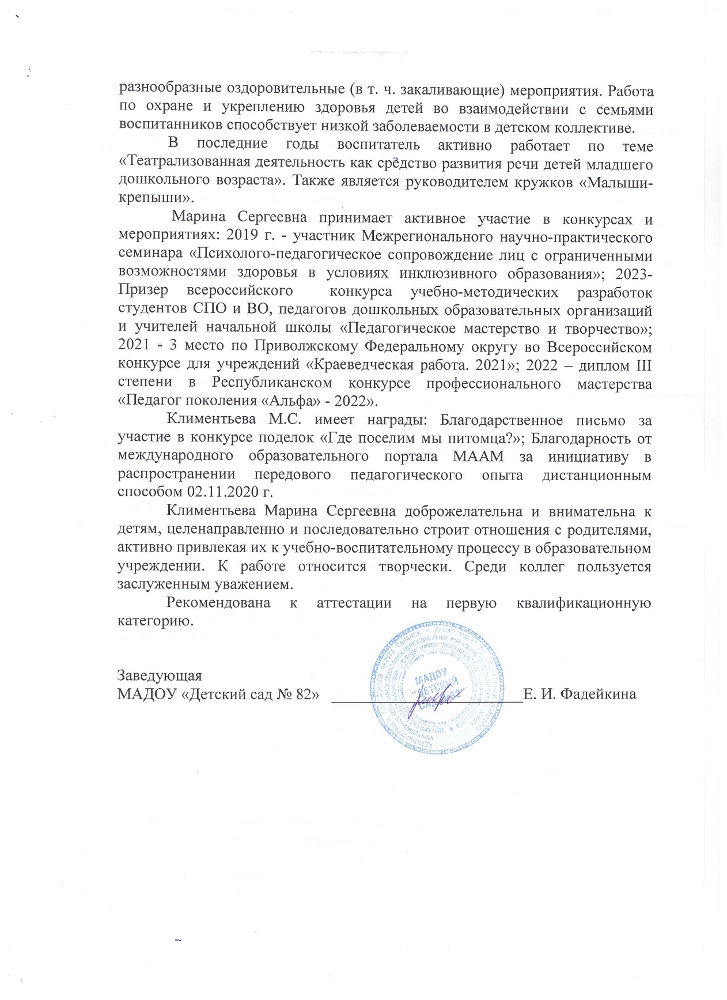 разнообразные оздоровительные (в т. ч. закаливающие) мероприятия. Работа
по охране и укреплению здоровья детей во взаимодействии с семьями
воспитанников способствует низкой заболеваемости в детском коллективе.
В последние годы воспитатель активно работает по теме
«Театрализованная деятельность как средство развития речи детей младшего
дошкольного возраста». Также является руководителем кружков «Малыши-
крепыши».
Марина Сергеевна принимает активное участие в конкурсах и
мероприятиях: 2019 г. - участник Межрегионального научно-практического
семинара «Психолого-педагогическое сопровождение лиц с ограниченными
возможностями здоровья в условиях инклюзивного образования»; 2023-
Призер всероссийского конкурса учебно-методических разработок
студентов СПО и ВО, педагогов дошкольных образовательных организаций
и учителей начальной школы «Педагогическое мастерство и творчество»;
2021 - 3 место по Приволжскому Федеральному округу во Всероссийском
конкурсе для учреждений «Краеведческая работа. 2021»; 2022 – диплом III
степени в Республиканском конкурсе профессионального мастерства
«Педагог поколения «Альфа» - 2022».
Климентьева М.С. имеет награды: Благодарственное письмо за
участие в конкурсе поделок «Где поселим мы питомца?»; Благодарность от
международного образовательного портала МААМ за инициативу в
распространении передового педагогического опыта дистанционным
способом 02.11.2020 г.
Климентьева Марина Сергеевна доброжелательна и внимательна к
детям, целенаправленно и последовательно строит отношения с родителями,
активно привлекая их к учебно-воспитательному процессу в образовательном
учреждении. К работе относится творчески. Среди коллег пользуется
заслуженным уважением.
Рекомендована к аттестации на первую квалификационную
категорию.
Заведующая
МАДОУ «Детский сад № 82» Е. И. Фадейкина
МАДОУ
"ДЕТСКИЙ
САД №82"